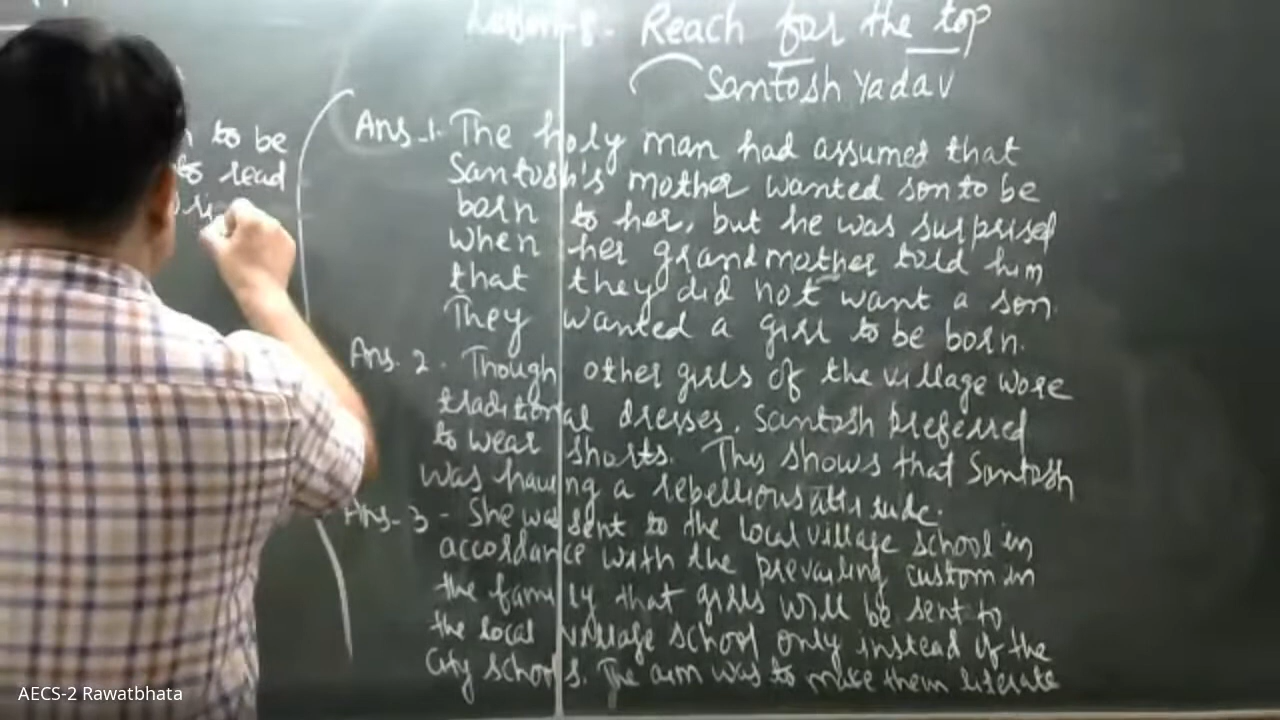 Lesson-8. Reach for the top
Santosh Yadav
to be
to read
Ans-1. The holy man had assumed that
Santosh's mother wanted son to be
born to her, but he was surprised
when her grandmother told him
that they did not want a son.
They wanted a girl to be born.
Ans. 2. Though other girls of the village wore
traditional dresses, Santosh preferred
to wear shorts. This shows that Santosh
was having a rebellious attitude.
Ans-3 - She was sent to the local village school in
accordance with the prevailing custom in
the family that girls will be sent to
the local village school only instead of the
city schools. The aim was to make them literate
AECS-2 Rawatbhata